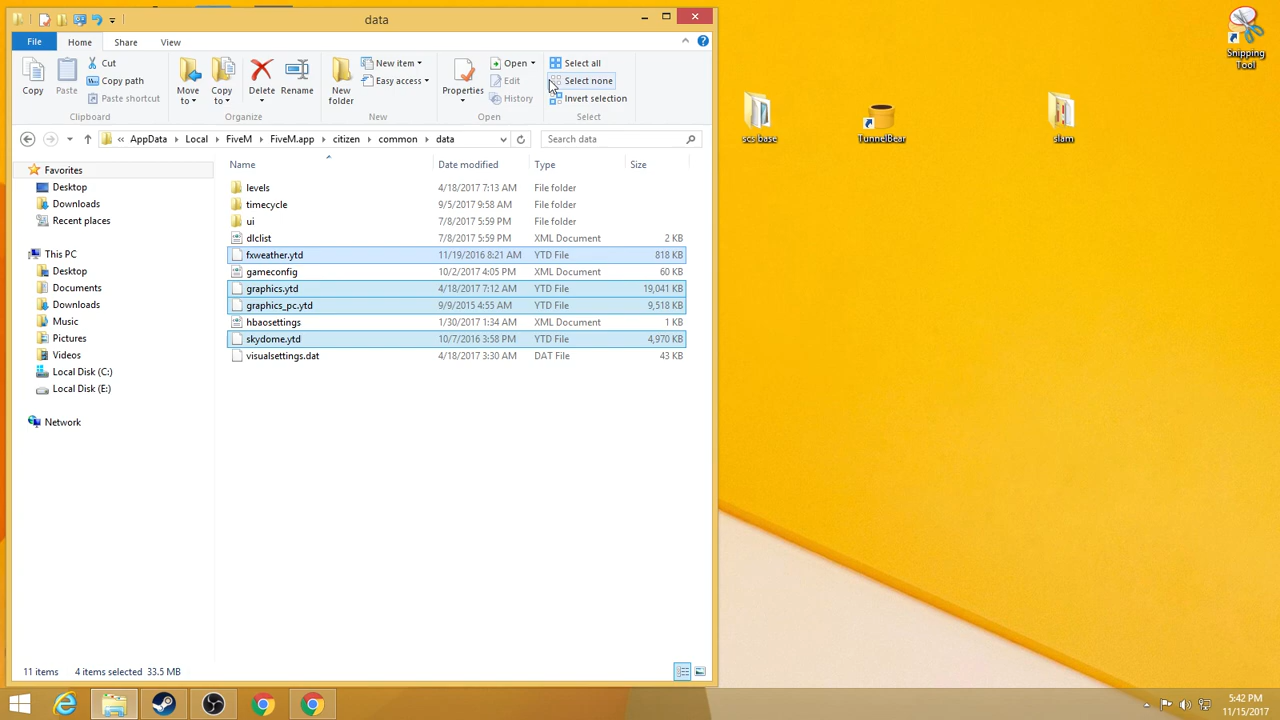 data
File Home Share View
Copy Paste Cut Copy path Paste shortcut
Clipboard
Move to Copy to Delete Rename
Organize
New folder New item Easy access
New
Properties Open Edit History
Open
Select all
Select none
Invert selection
Select
« AppData Local FiveM FiveM.app citizen common data
Search data
Favorites
Desktop
Downloads
Recent places
This PC
Desktop
Documents
Downloads
Music
Pictures
Videos
Local Disk (C:)
Local Disk (E:)
Network
Name Date modified Type Size
levels 4/18/2017 7:13 AM File folder
timecycle 9/5/2017 9:58 AM File folder
ui 7/8/2017 5:59 PM File folder
dlclist 7/8/2017 5:59 PM XML Document 2 KB
fxweather.ytd 11/19/2016 8:21 AM YTD File 818 KB
gameconfig 10/2/2017 4:05 PM XML Document 60 KB
graphics.ytd 4/18/2017 7:12 AM YTD File 19,041 KB
graphics_pc.ytd 9/9/2015 4:55 AM YTD File 9,518 KB
hbaosettings 1/30/2017 1:34 AM XML Document 1 KB
skydome.ytd 10/7/2016 3:58 PM YTD File 4,970 KB
visualsettings.dat 4/18/2017 3:30 AM DAT File 43 KB
11 items 4 items selected 33.5 MB
Snipping Tool
scs base
TunnelBear
slam
5:42 PM
11/15/2017